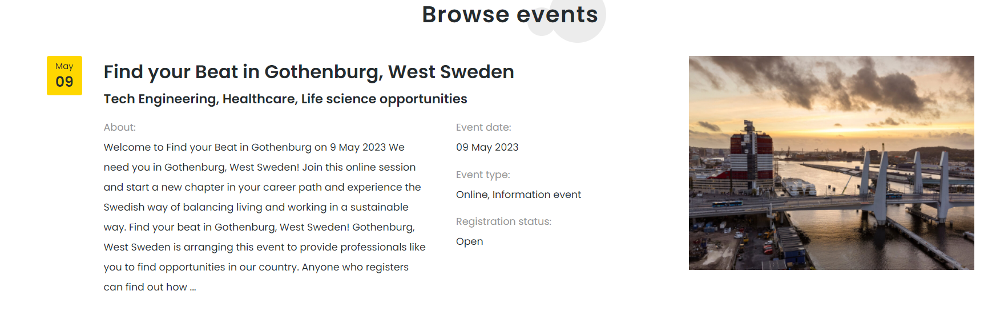 Browse events
May
09
Find your Beat in Gothenburg, West Sweden
Tech Engineering, Healthcare, Life science opportunities
About:
Welcome to Find your Beat in Gothenburg on 9 May 2023 We
need you in Gothenburg, West Sweden! Join this online session
and start a new chapter in your career path and experience the
Swedish way of balancing living and working in a sustainable
way. Find your beat in Gothenburg, West Sweden! Gothenburg,
West Sweden is arranging this event to provide professionals like
you to find opportunities in our country. Anyone who registers
can find out how ...
Event date:
09 May 2023
Event type:
Online, Information event
Registration status:
Open